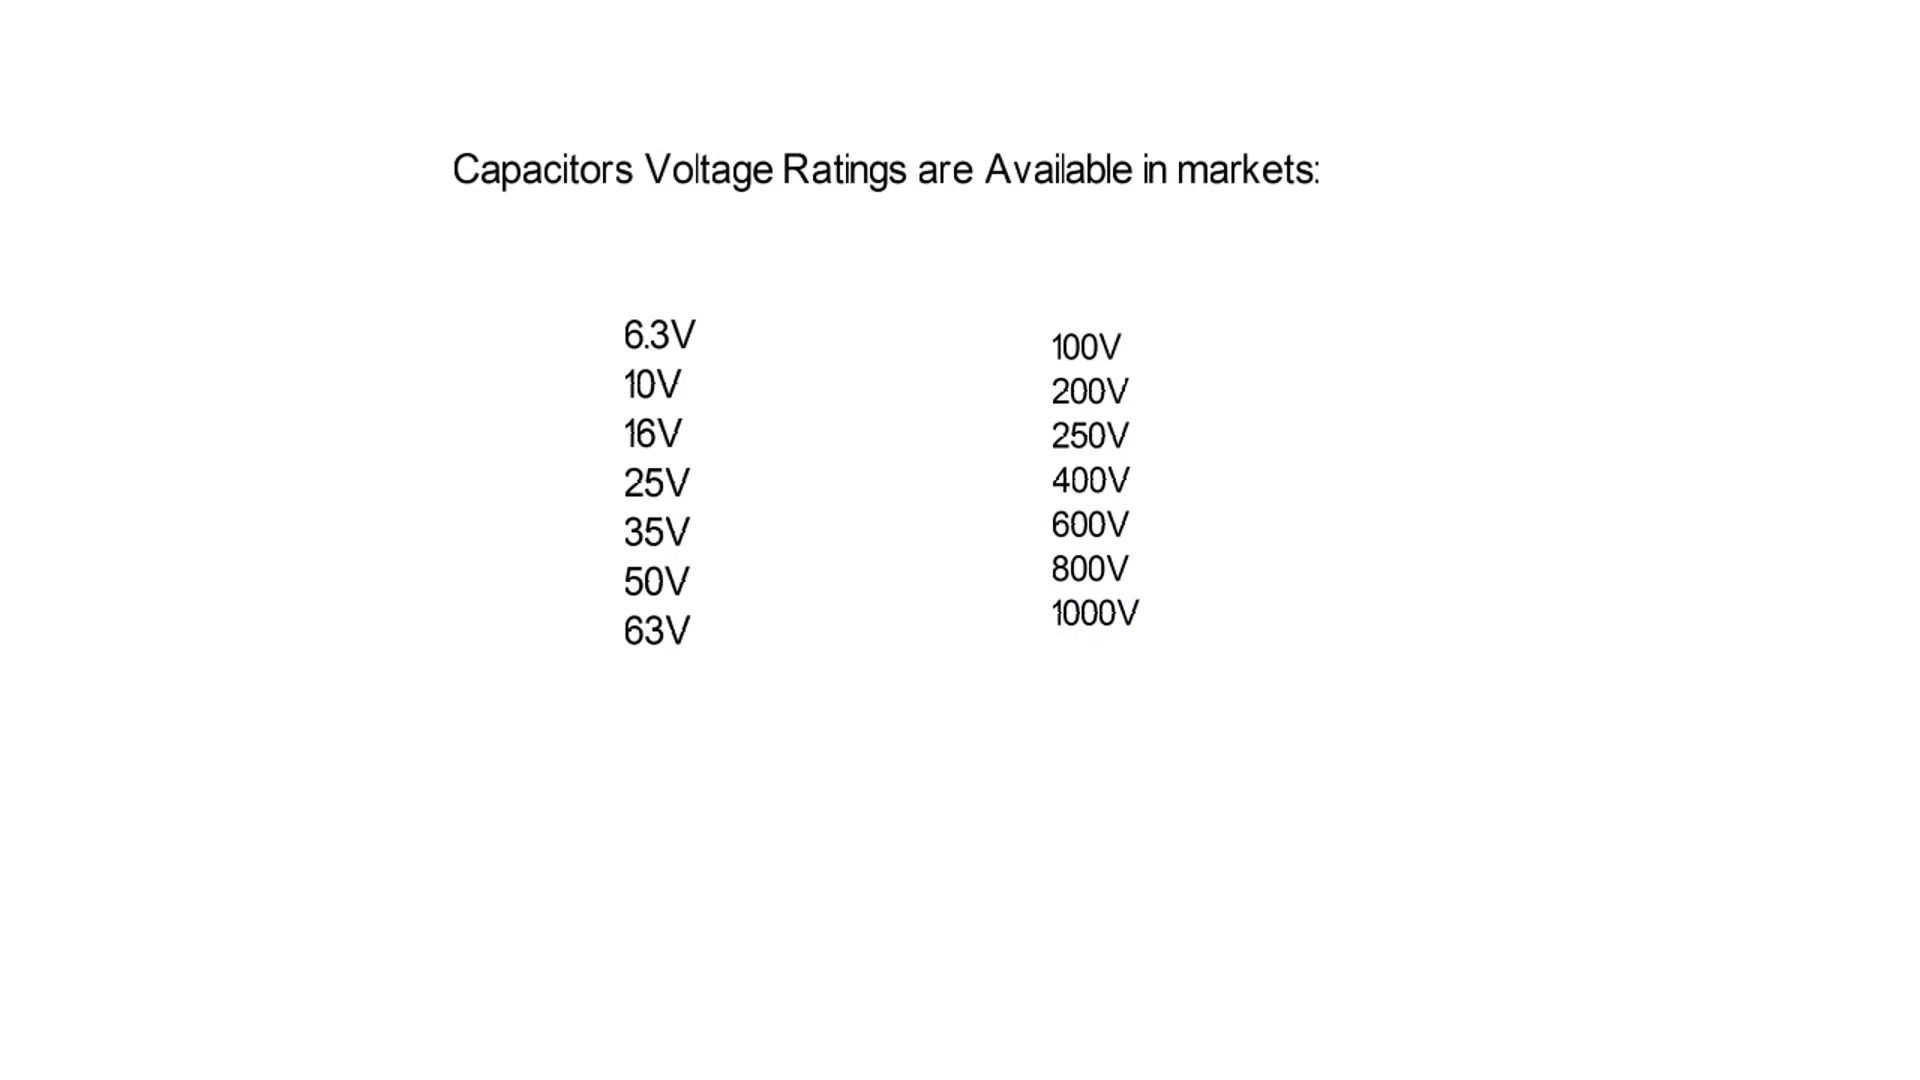 Capacitors Voltage Ratings are Available in markets:
6.3V
10V
16V
25V
35V
50V
63V
100V
200V
250V
400V
600V
800V
1000V